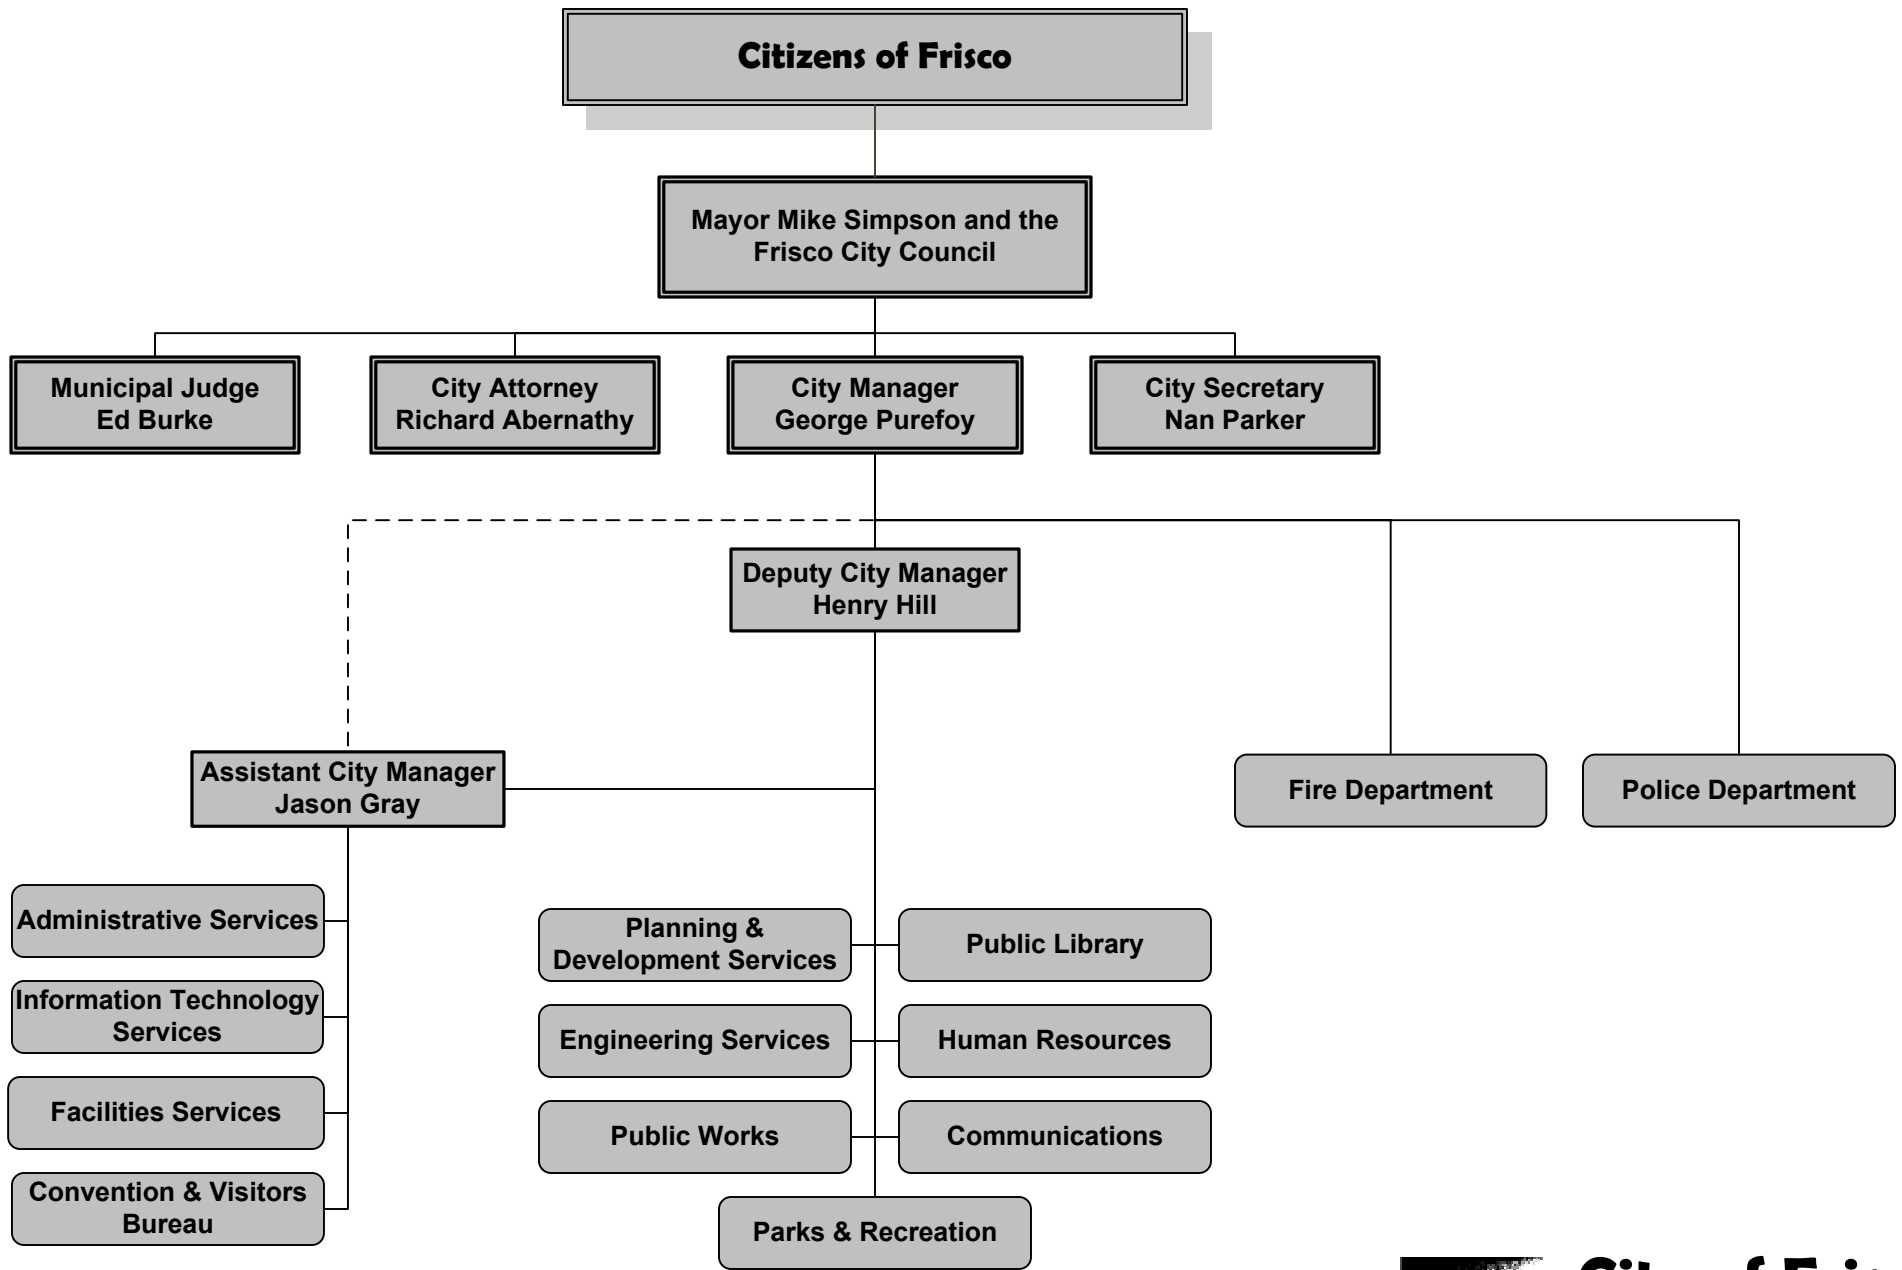 Citizens of Frisco
Mayor Mike Simpson and the
Frisco City Council
Municipal Judge
Ed Burke
City Attorney
Richard Abernathy
City Manager
George Purefoy
City Secretary
Nan Parker
Deputy City Manager
Henry Hill
Assistant City Manager
Jason Gray
Fire Department
Police Department
Administrative Services
Information Technology
Services
Facilities Services
Convention & Visitors
Bureau
Planning &
Development Services
Public Library
Engineering Services
Human Resources
Public Works
Communications
Parks & Recreation
City of